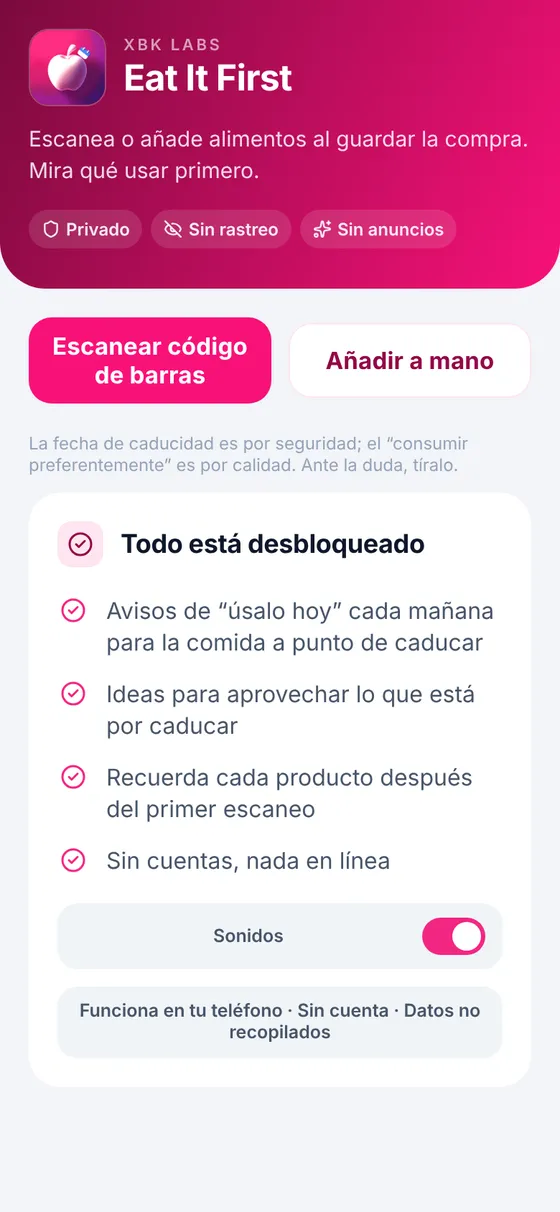 XBK LABS
Eat It First
Escanea o añade alimentos al guardar la compra.
Mira qué usar primero.
Privado
Sin rastreo
Sin anuncios
Escanear código
de barras
Añadir a mano
La fecha de caducidad es por seguridad; el “consumir
preferentemente” es por calidad. Ante la duda, tíralo.
Todo está desbloqueado
Avisos de “úsalo hoy” cada mañana
para la comida a punto de caducar
Ideas para aprovechar lo que está
por caducar
Recuerda cada producto después
del primer escaneo
Sin cuentas, nada en línea
Sonidos
Funciona en tu teléfono · Sin cuenta · Datos no
recopilados